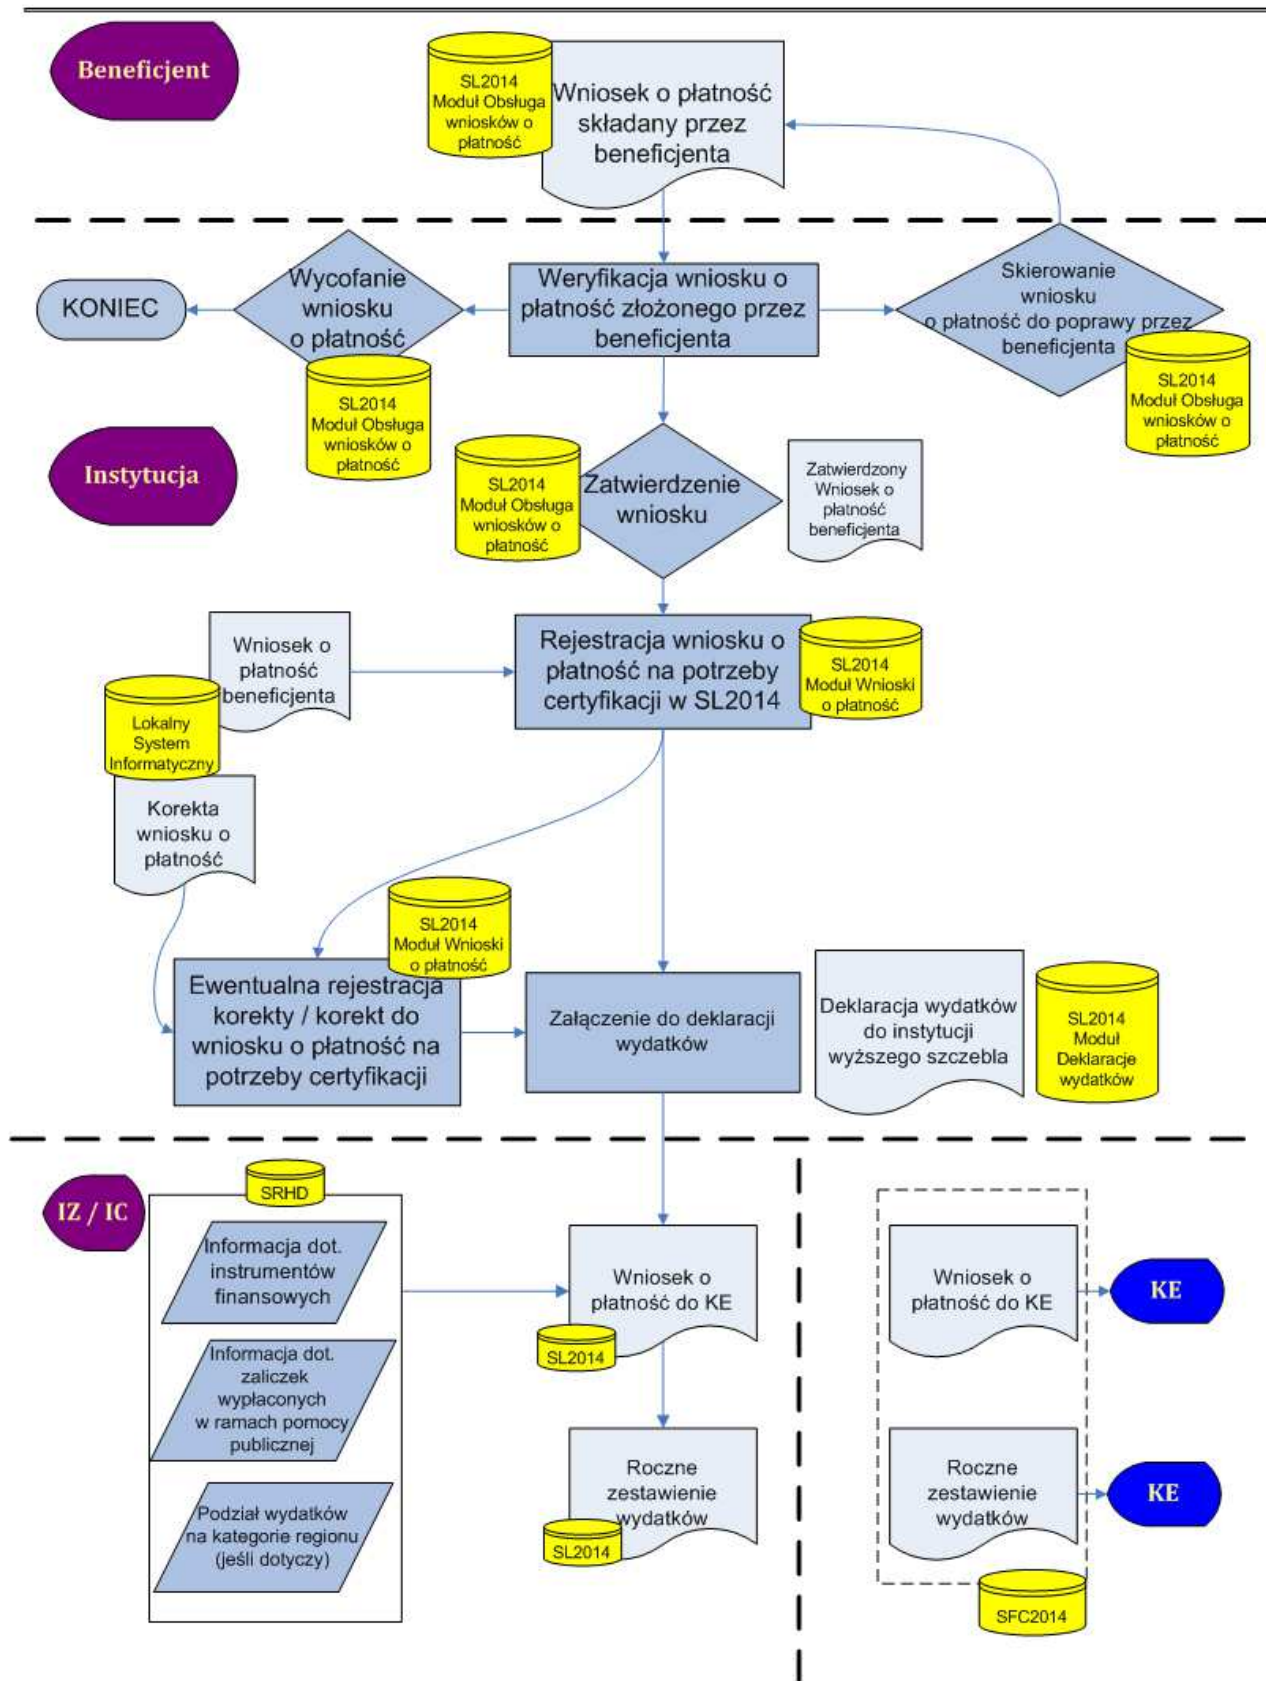 Beneficjent
SL2014
Moduł Obsługa
wniosków o
płatność
Wniosek o płatność
składany przez
beneficjenta
Wycofanie
wniosku
o płatność
KONIEC
Weryfikacja wniosku o
płatność złożonego przez
beneficjenta
Skierowanie
wniosku
o płatność do poprawy przez
beneficjenta
SL2014
Moduł Obsługa
wniosków o
płatność
SL2014
Moduł Obsługa
wniosków o
płatność
Instytucja
SL2014
Moduł Obsługa
wniosków o
płatność
Zatwierdzenie
wniosku
Zatwierdzony
Wniosek o
płatność
beneficjenta
Wniosek o
płatność
beneficjenta
Rejestracja wniosku o
płatność na potrzeby
certyfikacji w SL2014
SL2014
Moduł Wnioski
o płatność
Lokalny
System
Informatyczny
Korekta
wniosku o
płatność
SL2014
Moduł Wnioski
o płatność
Ewentualna rejestracja
korekty / korekt do
wniosku o płatność na
potrzeby certyfikacji
Załączenie do deklaracji
wydatków
Deklaracja wydatków
do instytucji
wyższego szczebla
SL2014
Moduł
Deklaracje
wydatków
IZ / IC
SRHD
Informacja dot.
instrumentów
finansowych
Wniosek o
płatność do KE
SL2014
Wniosek o
płatność do KE
KE
Informacja dot.
zaliczek
wypłaconych
w ramach pomocy
publicznej
Roczne
zestawienie
wydatków
SL2014
Roczne
zestawienie
wydatków
KE
Podział wydatków
na kategorie regionu
(jeśli dotyczy)
SFC2014